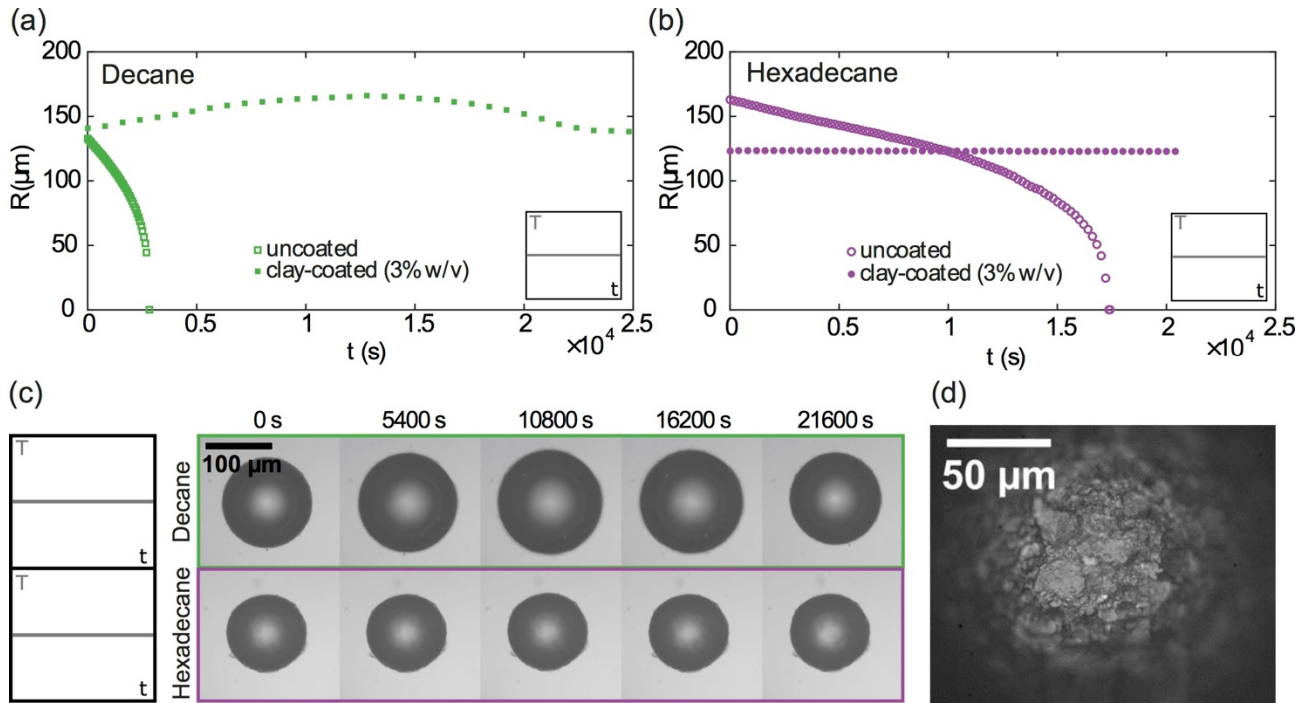 (a)
200
150
100
50
0
R(µm)
Decane
uncoated
clay-coated (3% w/v)
T
t
0
0.5
1
1.5
2
2.5
×10⁴
t (s)
(b)
200
150
100
50
0
R(µm)
Hexadecane
uncoated
clay-coated (3% w/v)
T
t
0
0.5
1
1.5
2
2.5
×10⁴
t (s)
(c)
T
t
T
t
0 s 5400 s 10800 s 16200 s 21600 s
100 µm
Decane
Hexadecane
(d)
50 µm